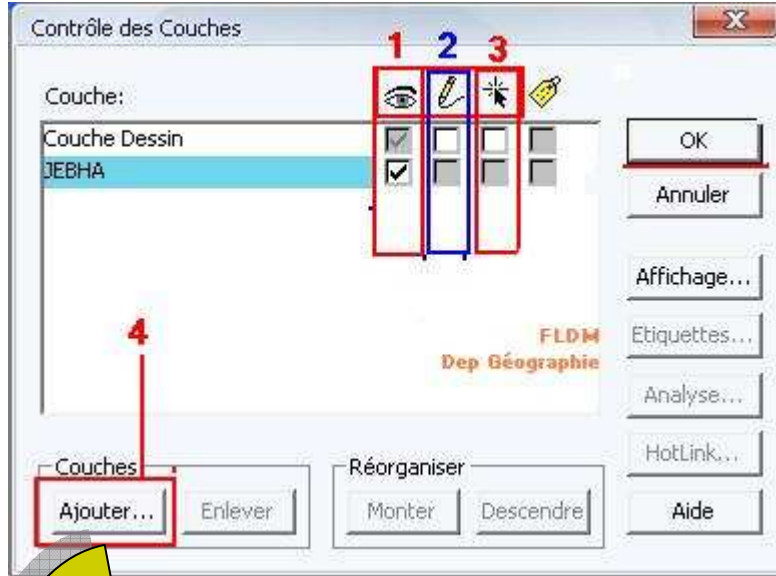 Contrôle des Couches
1 2 3
Couche:
Couche Dessin
JEBHA
OK
Annuler
Affichage...
Etiquettes...
Analyse...
HotLink...
Aide
4
FLDM
Dep Géographie
Couches
Ajouter...
Enlever
Réorganiser
Monter
Descendre